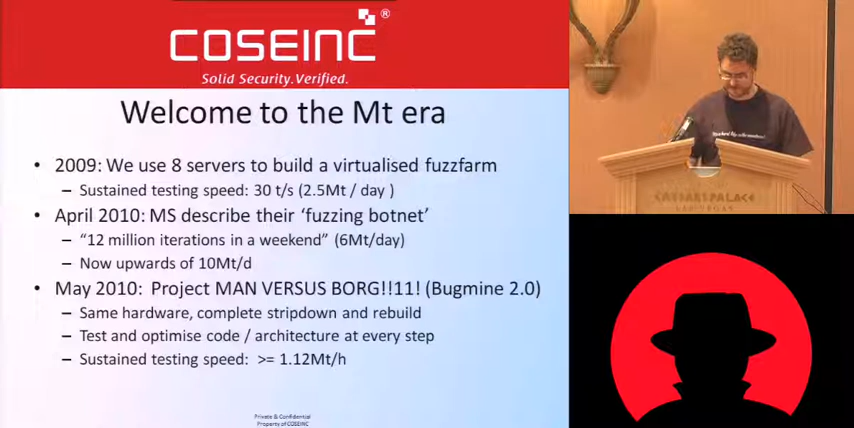 COSEINC®
Solid Security.Verified.
Welcome to the Mt era
• 2009: We use 8 servers to build a virtualised fuzzfarm
– Sustained testing speed: 30 t/s (2.5Mt / day )
• April 2010: MS describe their ‘fuzzing botnet’
– “12 million iterations in a weekend” (6Mt/day)
– Now upwards of 10Mt/d
• May 2010: Project MAN VERSUS BORG!!11! (Bugmine 2.0)
– Same hardware, complete stripdown and rebuild
– Test and optimise code / architecture at every step
– Sustained testing speed: >= 1.12Mt/h
Private & Confidential
Property of COSEINC
CAESARS PALACE